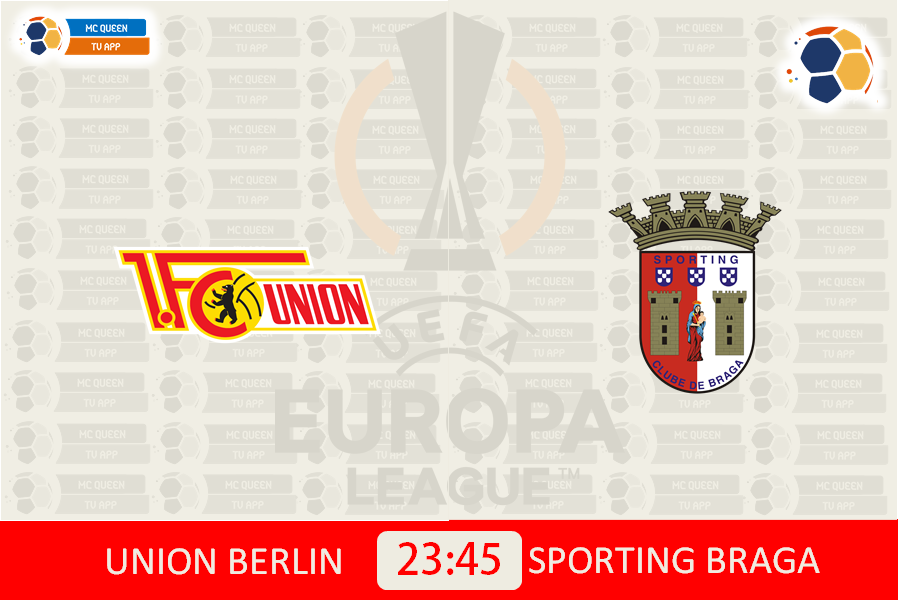 MC QUEEN
TV APP
1.FC UNION
SPORTING
CLUBE DE BRAGA
UEFA
EUROPA
LEAGUE™
UNION BERLIN
23:45
SPORTING BRAGA